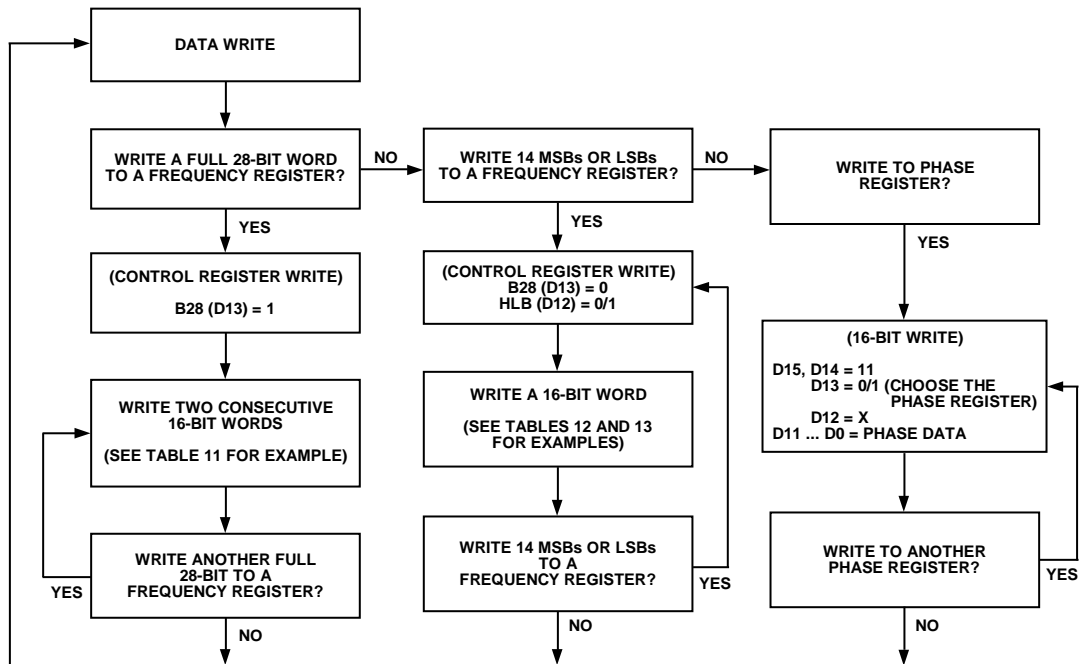 DATA WRITE
WRITE A FULL 28-BIT WORD
TO A FREQUENCY REGISTER?
NO
WRITE 14 MSBs OR LSBs
TO A FREQUENCY REGISTER?
NO
WRITE TO PHASE
REGISTER?
YES
YES
YES
(CONTROL REGISTER WRITE)
B28 (D13) = 1
(CONTROL REGISTER WRITE)
B28 (D13) = 0
HLB (D12) = 0/1
(16-BIT WRITE)
D15, D14 = 11
D13 = 0/1 (CHOOSE THE
PHASE REGISTER)
D12 = X
D11 ... D0 = PHASE DATA
WRITE TWO CONSECUTIVE
16-BIT WORDS
(SEE TABLE 11 FOR EXAMPLE)
WRITE A 16-BIT WORD
(SEE TABLES 12 AND 13
FOR EXAMPLES)
WRITE ANOTHER FULL
28-BIT TO A
FREQUENCY REGISTER?
YES
NO
WRITE 14 MSBs OR LSBs
TO A
FREQUENCY REGISTER?
YES
NO
WRITE TO ANOTHER
PHASE REGISTER?
YES
NO